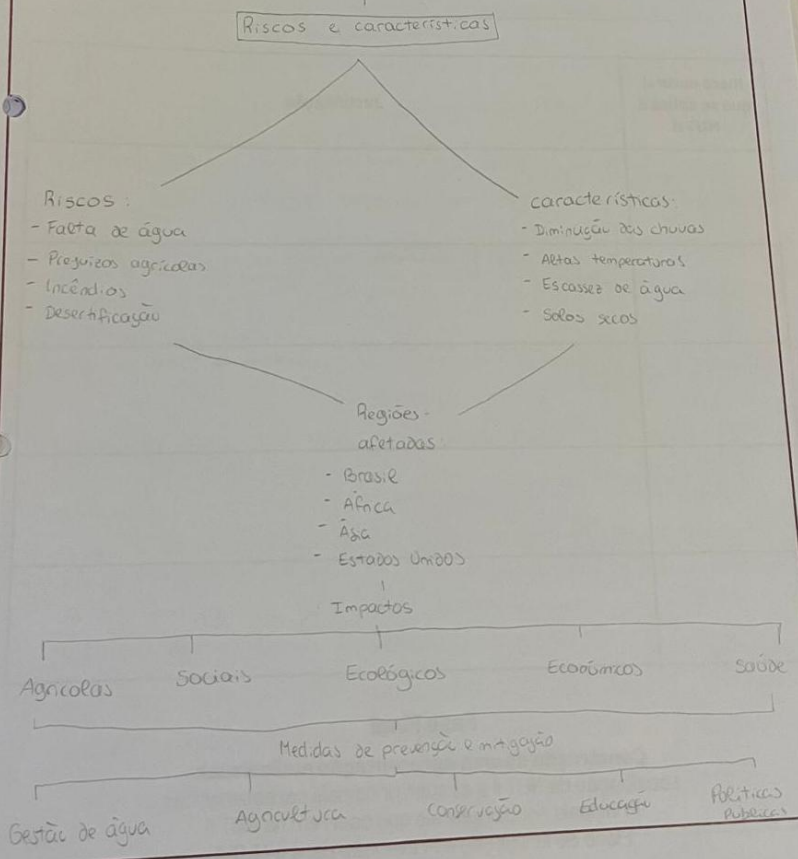 Riscos e características
Riscos:
- Falta de água
- Prejuízos agrícolas
- Incêndios
- Desertificação
características:
- Diminuição das chuvas
- Altas temperaturas
- Escassez de água
- Solos secos
Regiões
afetadas:
- Brasil
- África
- Ásia
- Estados Unidos
Impactos
Agrícolas Sociais Ecológicos Econômicos saúde
Medidas de prevenção e mitigação
Gestão de água Agricultura Conservação Educação Políticas
Publicas